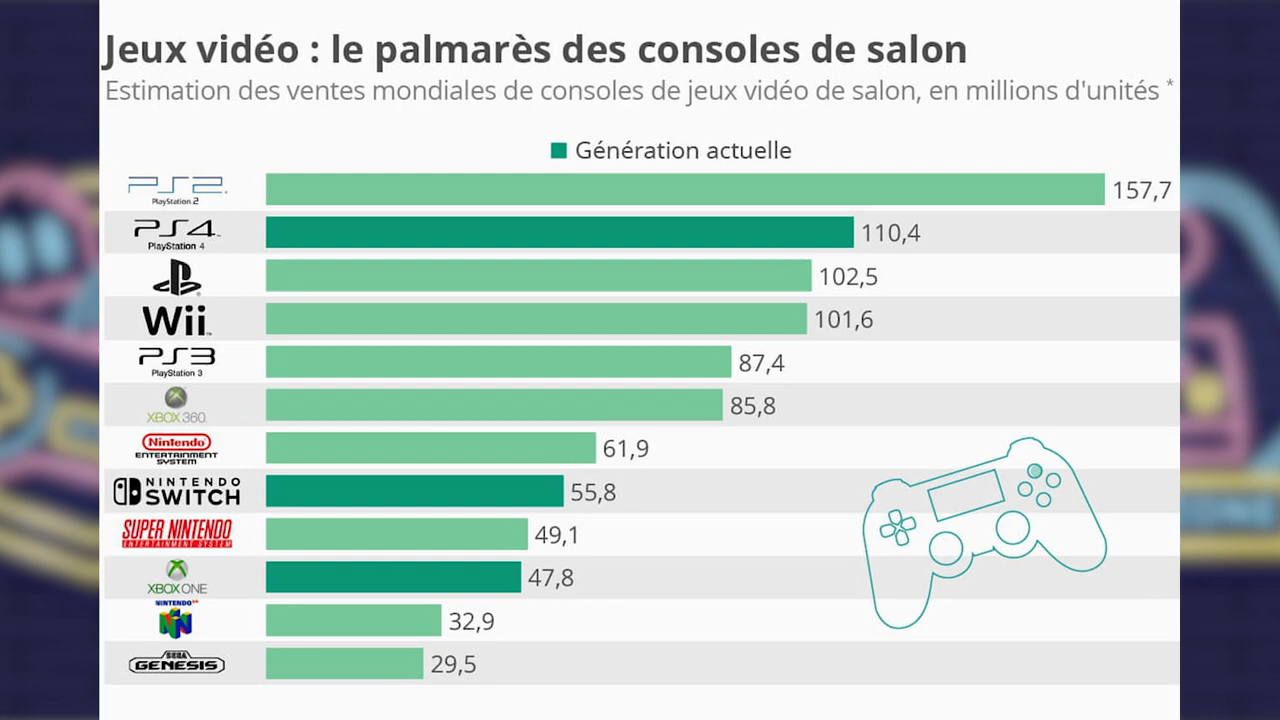 Jeux vidéo : le palmarès des consoles de salon
Estimation des ventes mondiales de consoles de jeux vidéo de salon, en millions d'unités *
Génération actuelle
PS2
PlayStation 2
157,7
PS4
PlayStation 4
110,4
102,5
Wii
101,6
PS3
PlayStation 3
87,4
XBOX 360
85,8
Nintendo
ENTERTAINMENT
SYSTEM
61,9
NINTENDO
SWITCH
55,8
SUPER NINTENDO
ENTERTAINMENT SYSTEM
49,1
XBOX ONE
47,8
NINTENDO 64
32,9
SEGA
GENESIS
29,5